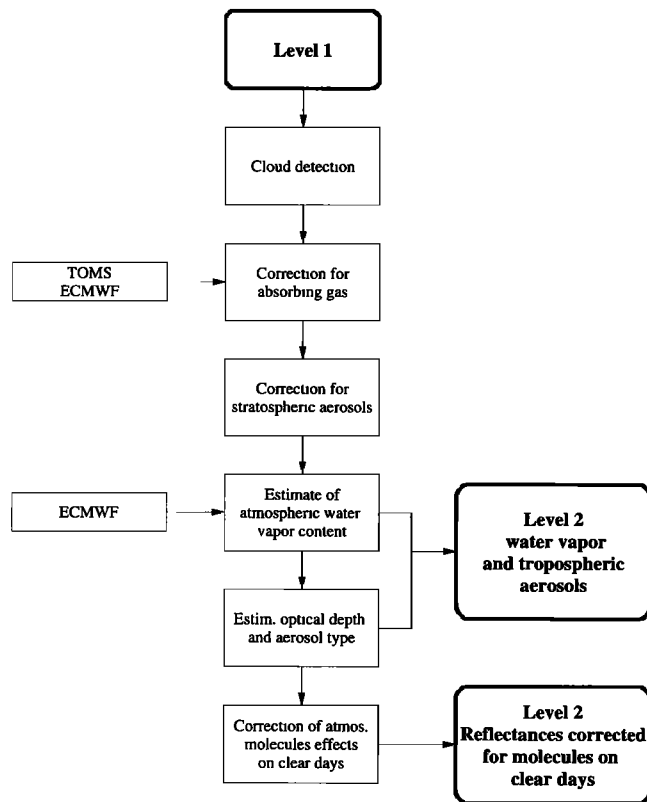 Level 1
Cloud detection
TOMS
ECMWF
Correction for
absorbing gas
Correction for
stratospheric aerosols
ECMWF
Estimate of
atmospheric water
vapor content
Level 2
water vapor
and tropospheric
aerosols
Estim. optical depth
and aerosol type
Correction of atmos.
molecules effects
on clear days
Level 2
Reflectances corrected
for molecules on
clear days